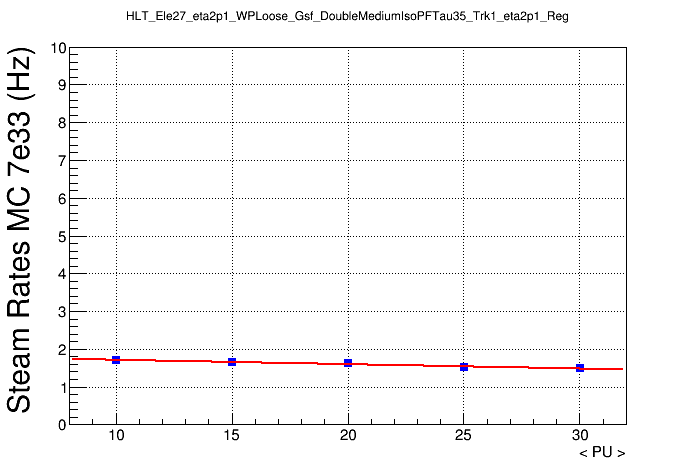 HLT_Ele27_eta2p1_WPLoose_Gsf_DoubleMediumIsoPFTau35_Trk1_eta2p1_Reg
Steam Rates MC 7e33 (Hz)
10
9
8
7
6
5
4
3
2
1
0
10 15 20 25 30
< PU >